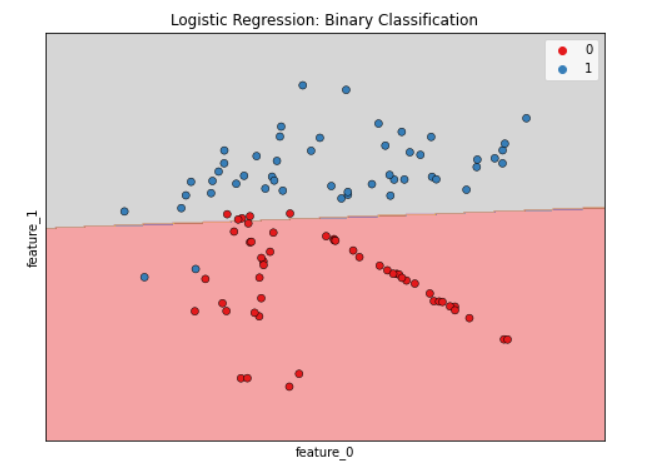 Logistic Regression: Binary Classification
0
1
feature_1
feature_0